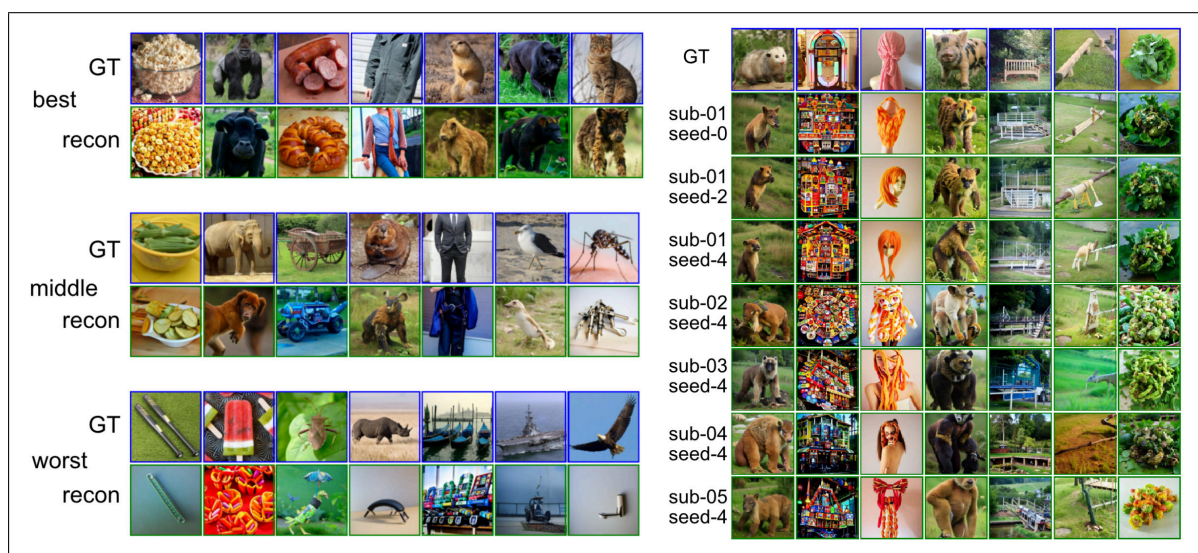 GT
best
recon
GT
middle
recon
GT
worst
recon
GT
sub-01
seed-0
sub-01
seed-2
sub-01
seed-4
sub-02
seed-4
sub-03
seed-4
sub-04
seed-4
sub-05
seed-4